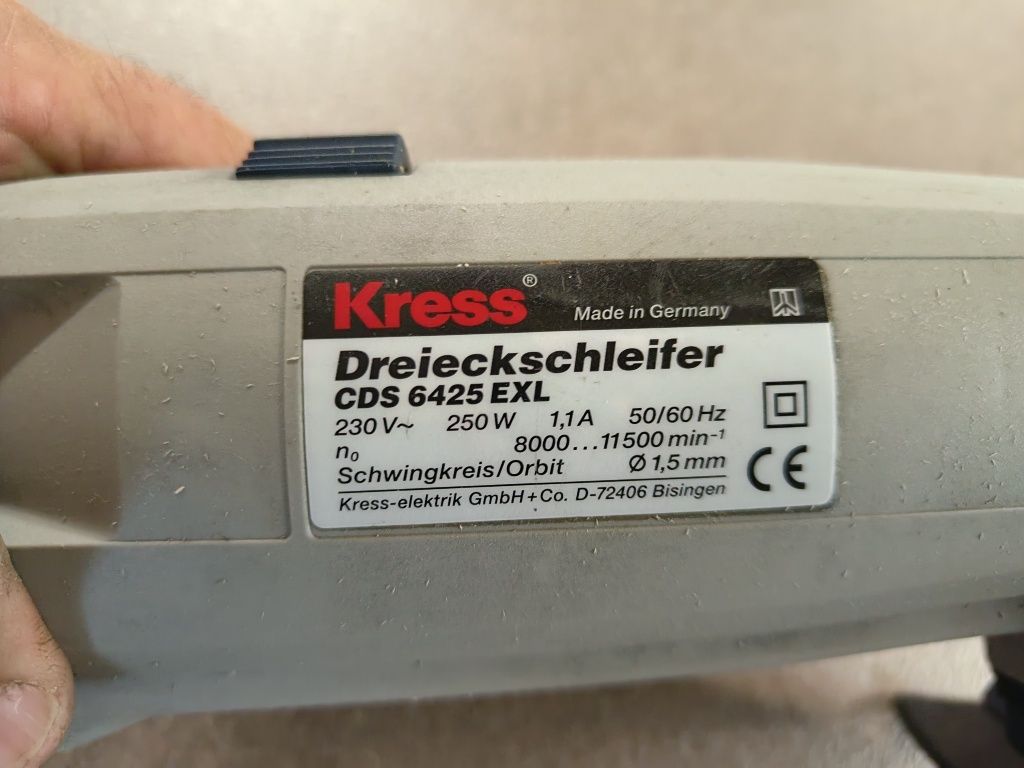 Kress®
Made in Germany
Dreieckschleifer
CDS 6425 EXL
230 V~ 250 W 1,1 A 50/60 Hz
n₀ 8000...11500 min⁻¹
Schwingkreis/Orbit Ø 1,5 mm
CE
Kress-elektrik GmbH + Co. D-72406 Bisingen